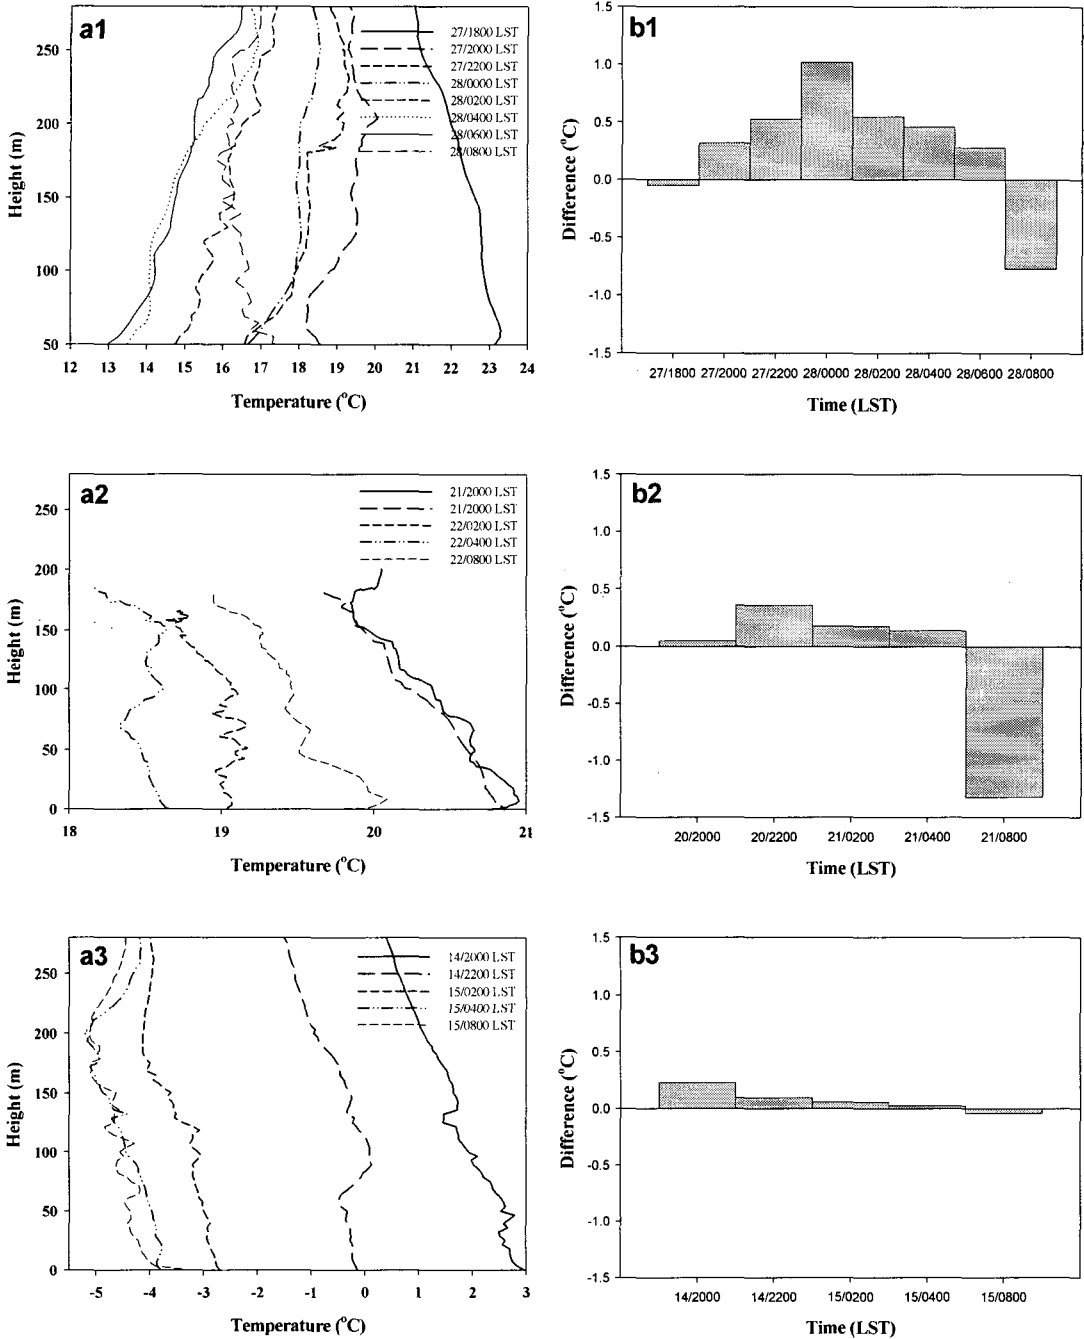 a1
27/1800 LST
27/2000 LST
27/2200 LST
28/0000 LST
28/0200 LST
28/0400 LST
28/0600 LST
28/0800 LST
Height (m)
250
200
150
100
50
12 13 14 15 16 17 18 19 20 21 22 23 24
Temperature (°C)
b1
Difference (°C)
1.5
1.0
0.5
0.0
-0.5
-1.0
-1.5
27/1800 27/2000 27/2200 28/0000 28/0200 28/0400 28/0600 28/0800
Time (LST)
a2
21/2000 LST
21/2000 LST
22/0200 LST
22/0400 LST
22/0800 LST
Height (m)
250
200
150
100
50
0
18 19 20 21
Temperature (°C)
b2
Difference (°C)
1.5
1.0
0.5
0.0
-0.5
-1.0
-1.5
20/2000 20/2200 21/0200 21/0400 21/0800
Time (LST)
a3
14/2000 LST
14/2200 LST
15/0200 LST
15/0400 LST
15/0800 LST
Height (m)
250
200
150
100
50
0
-5 -4 -3 -2 -1 0 1 2 3
Temperature (°C)
b3
Difference (°C)
1.5
1.0
0.5
0.0
-0.5
-1.0
-1.5
14/2000 14/2200 15/0200 15/0400 15/0800
Time (LST)